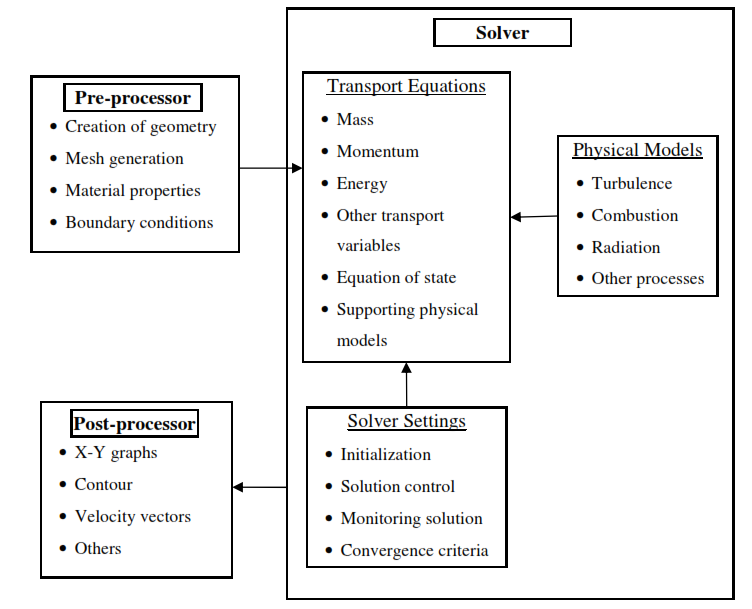 Solver
Pre-processor
• Creation of geometry
• Mesh generation
• Material properties
• Boundary conditions
Transport Equations
• Mass
• Momentum
• Energy
• Other transport
variables
• Equation of state
• Supporting physical
models
Physical Models
• Turbulence
• Combustion
• Radiation
• Other processes
Post-processor
• X-Y graphs
• Contour
• Velocity vectors
• Others
Solver Settings
• Initialization
• Solution control
• Monitoring solution
• Convergence criteria